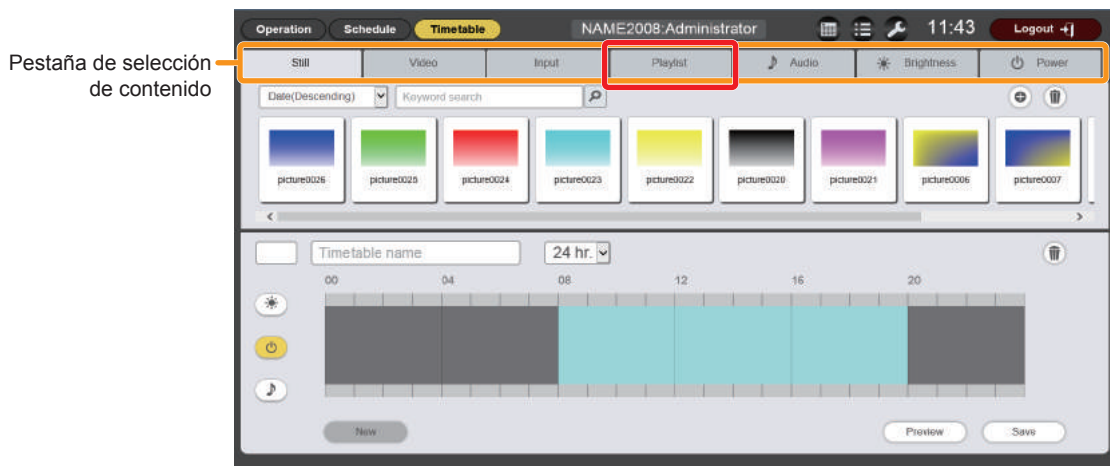 Operation Schedule Timetable NAME2008:Administrator 11:43 Logout
Pestaña de selección
de contenido
Still Video Input Playlist Audio Brightness Power
Date(Descending) Keyword search
picture0026 picture0025 picture0024 picture0023 picture0022 picture0020 picture0021 picture0006 picture0007
Timetable name 24 hr.
00 04 08 12 16 20
New Preview Save